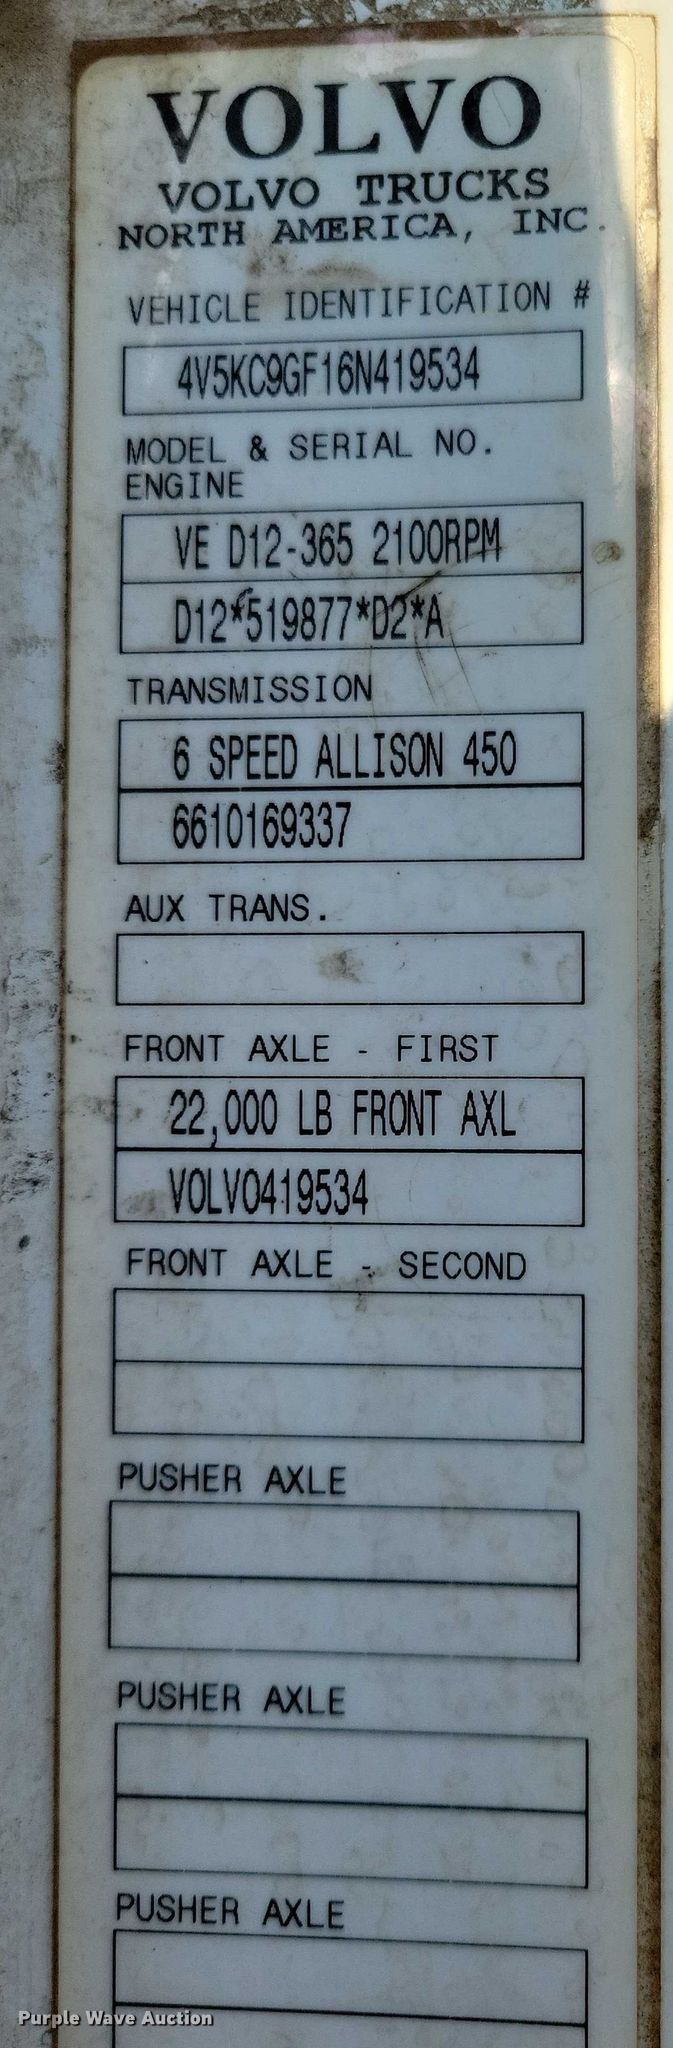 VOLVO
VOLVO TRUCKS
NORTH AMERICA, INC.
VEHICLE IDENTIFICATION #
4V5KC9GF16N419534
MODEL & SERIAL NO.
ENGINE
VE D12-365 2100RPM
D12*519877*D2*A
TRANSMISSION
6 SPEED ALLISON 450
6610169337
AUX TRANS.
FRONT AXLE - FIRST
22,000 LB FRONT AXL
VOLVO419534
FRONT AXLE - SECOND
PUSHER AXLE
PUSHER AXLE
PUSHER AXLE
Purple Wave Auction